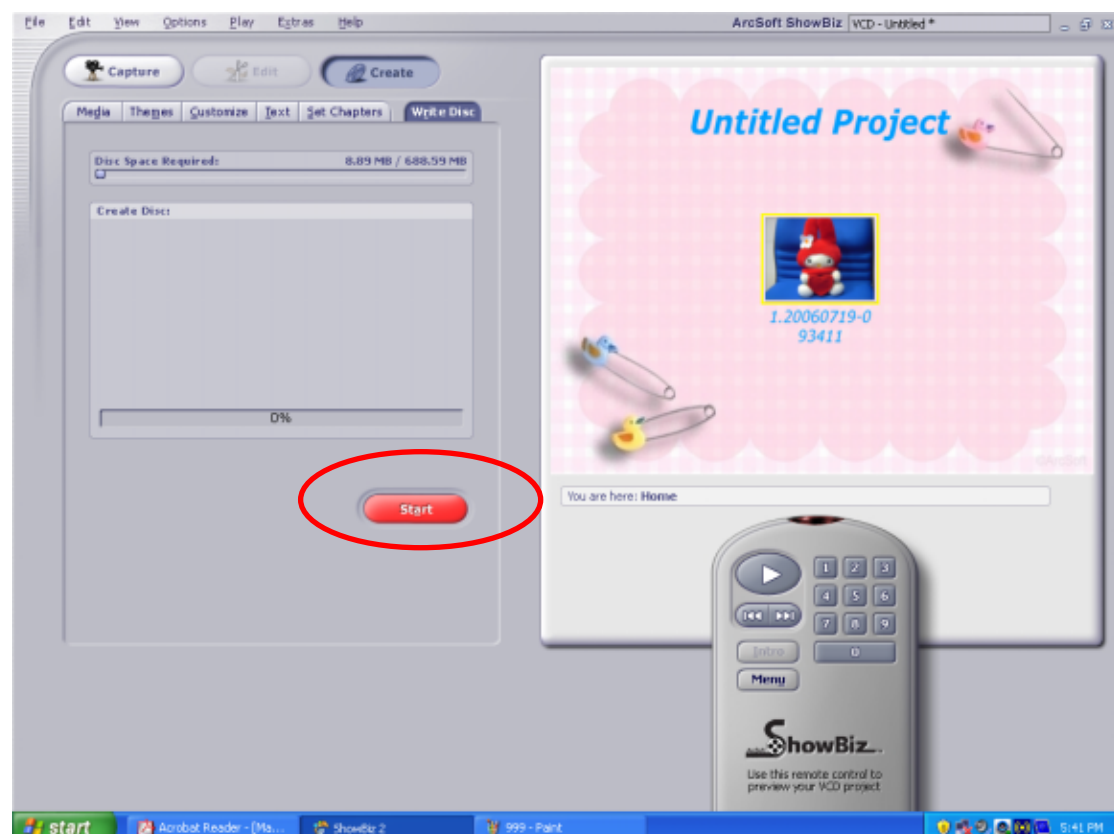 File Edit View Options Play Extras Help ArcSoft ShowBiz VCD - Untitled *
Capture Edit Create
Media Themes Customize Text Set Chapters Write Disc
Disc Space Required: 8.89 MB / 688.59 MB
Create Disc:
0%
Start
Untitled Project
1.20060719-0
93411
©ArcSoft
You are here: Home
1 2 3
4 5 6
7 8 9
Intro 0
Menu
ShowBiz
Use this remote control to
preview your VCD project
start Acrobat Reader - [Ma... ShowBiz 2 999 - Paint 5:41 PM